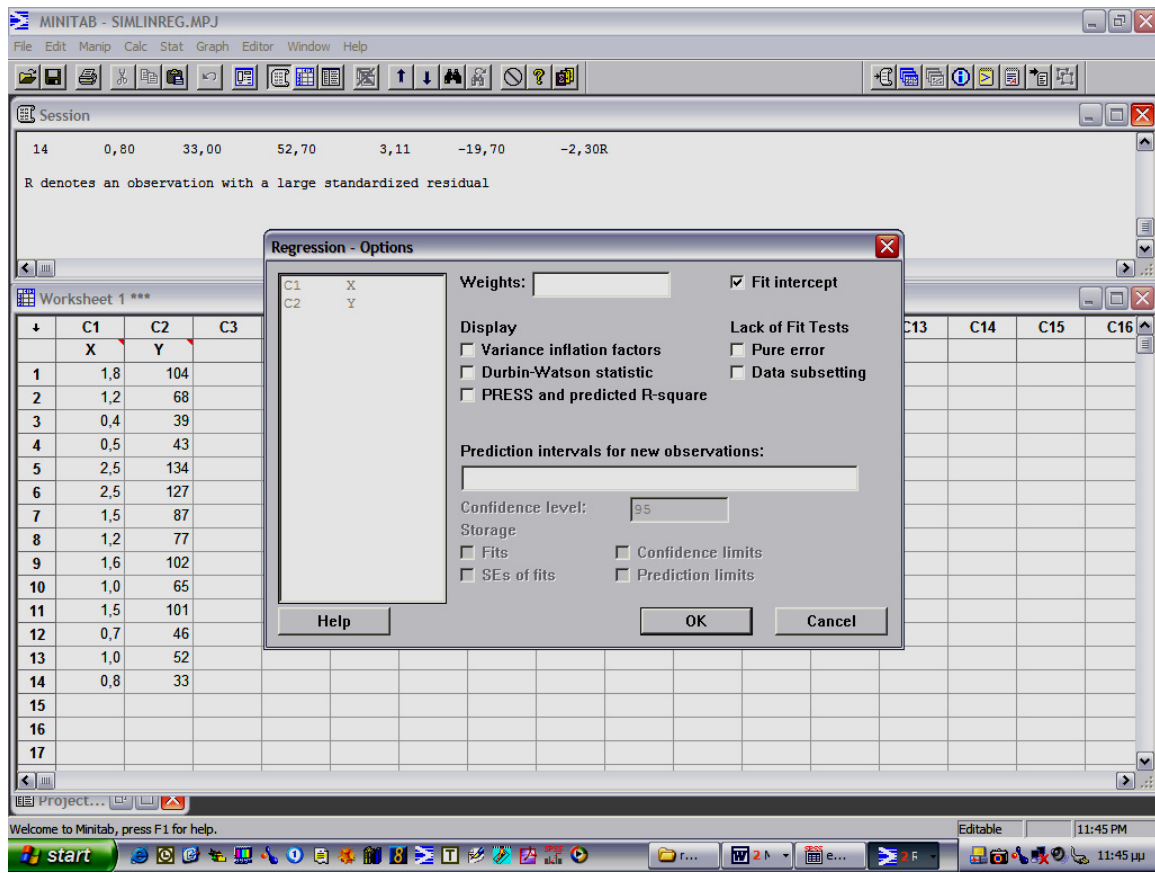 MINITAB - SIMLINREG.MPJ
File Edit Manip Calc Stat Graph Editor Window Help
Session
14 0,80 33,00 52,70 3,11 -19,70 -2,30R
R denotes an observation with a large standardized residual
Regression - Options
C1 X
C2 Y
Weights:
Fit intercept
Display
Lack of Fit Tests
Variance inflation factors
Pure error
Durbin-Watson statistic
Data subsetting
PRESS and predicted R-square
Prediction intervals for new observations:
Confidence level: 95
Storage
Fits
Confidence limits
SEs of fits
Prediction limits
Help
OK
Cancel
Worksheet 1 ***
C1 C2 C3 C13 C14 C15 C16
X Y
1 1,8 104
2 1,2 68
3 0,4 39
4 0,5 43
5 2,5 134
6 2,5 127
7 1,5 87
8 1,2 77
9 1,6 102
10 1,0 65
11 1,5 101
12 0,7 46
13 1,0 52
14 0,8 33
15
16
17
Project...
Welcome to Minitab, press F1 for help.
Editable
11:45 PM
start
r...
e...
11:45 μμ